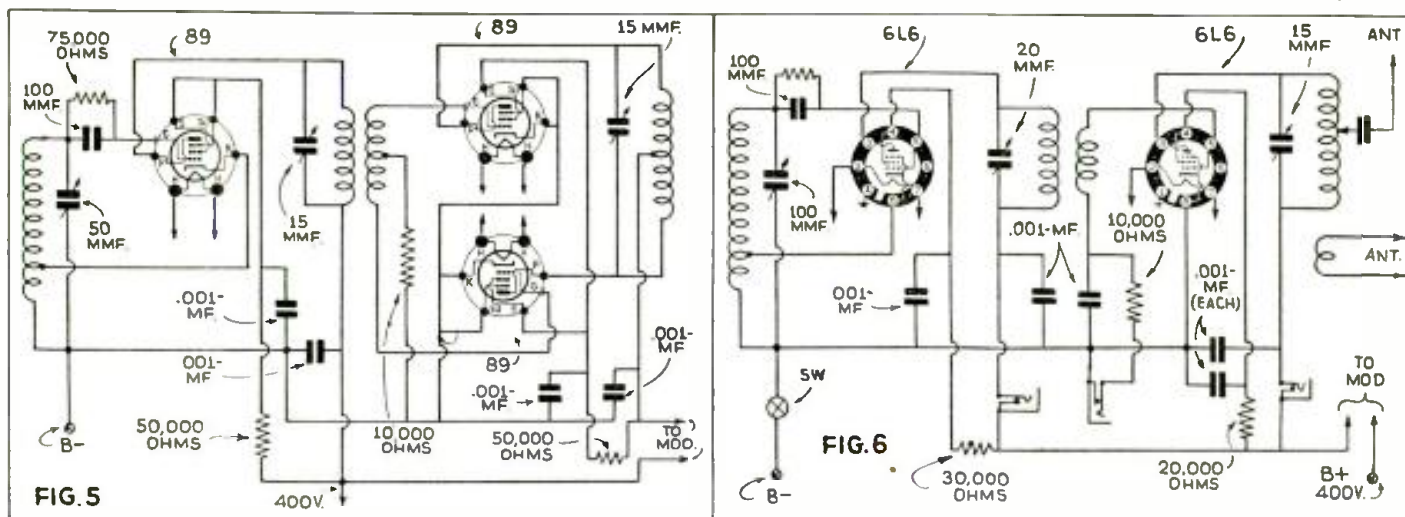 75,000
OHMS
89
100
MMF.
50
MMF.
15
MMF.
89
15 MMF.
.001-
MF.
.001-
MF
50,000
OHMS
B-
FIG.5
400V.
10,000
OHMS
89
.001-
MF
50,000
OHMS
.001-
MF
TO
MOD.
6L6
100
MMF.
100
MMF.
20
MMF.
6L6
15
MMF.
ANT
.001-MF.
001-
MF
10,000
OHMS
.001-
MF
(EACH)
ANT.
SW
B-
FIG.6
30,000
OHMS
20,000
OHMS
TO
MOD
B+
400V.